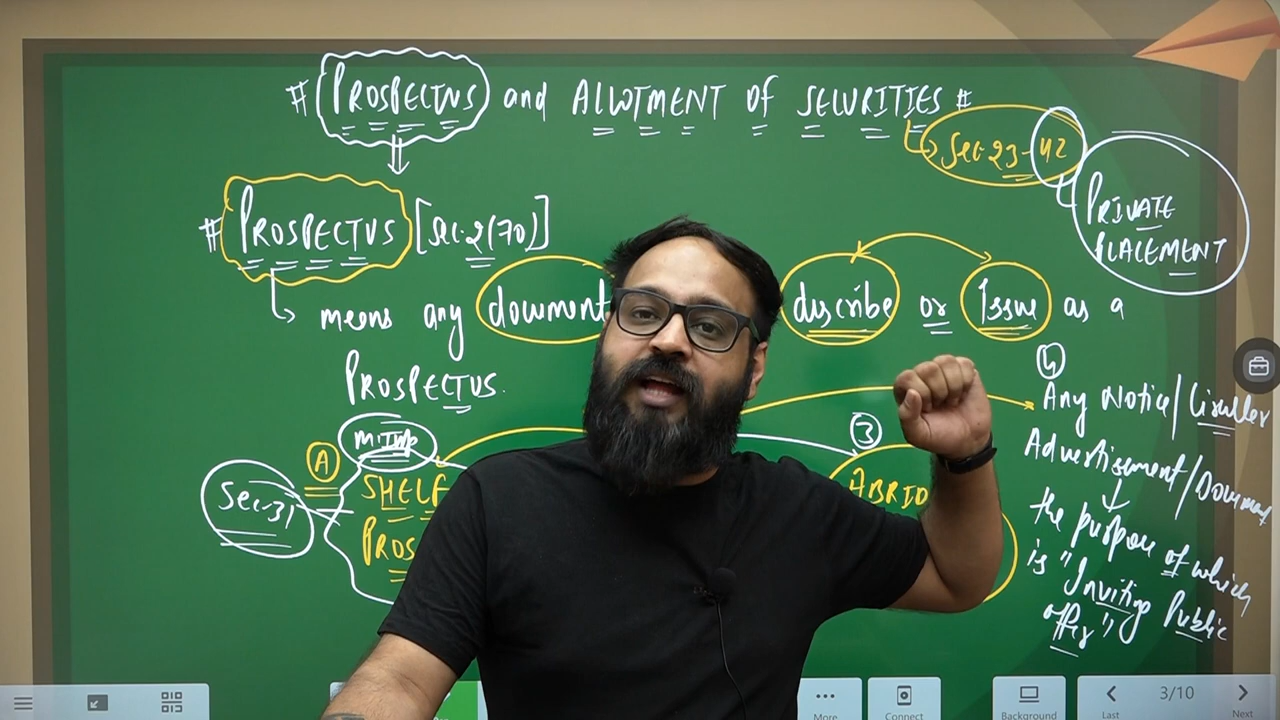 # PROSPECTUS and ALLOTMENT OF SECURITIES #
Sec. 23-42
PRIVATE
PLACEMENT
# PROSPECTUS [Sec. 2(70)]
means any document describe or Issue as a
PROSPECTUS.
Sec-31
A
SHELF
PROS
3
ABRID
4
Any Notice/Circuller
Advertisement/Document
the purpose of which
is "Inviting Public
offer"
More
Connect
Background
Last
3/10
Next